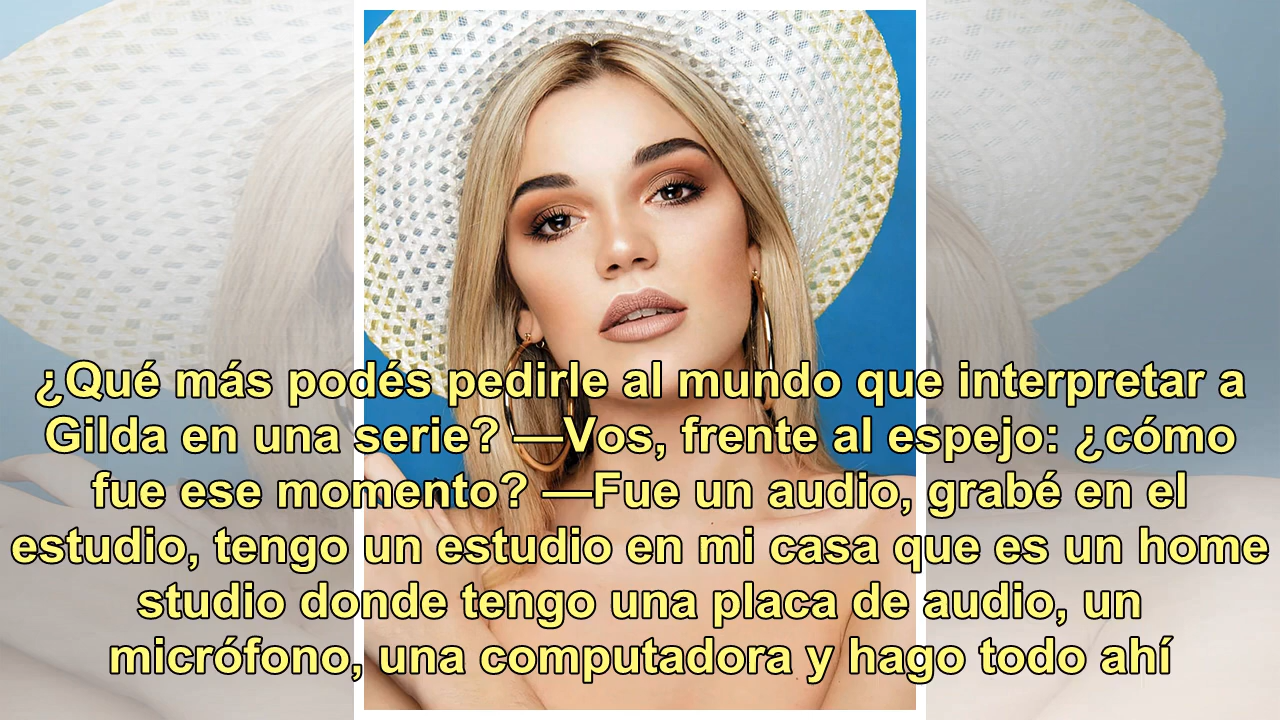 ¿Qué más podés pedirle al mundo que interpretar a
Gilda en una serie? —Vos, frente al espejo: ¿cómo
fue ese momento? —Fue un audio, grabé en el
estudio, tengo un estudio en mi casa que es un home
studio donde tengo una placa de audio, un
micrófono, una computadora y hago todo ahí